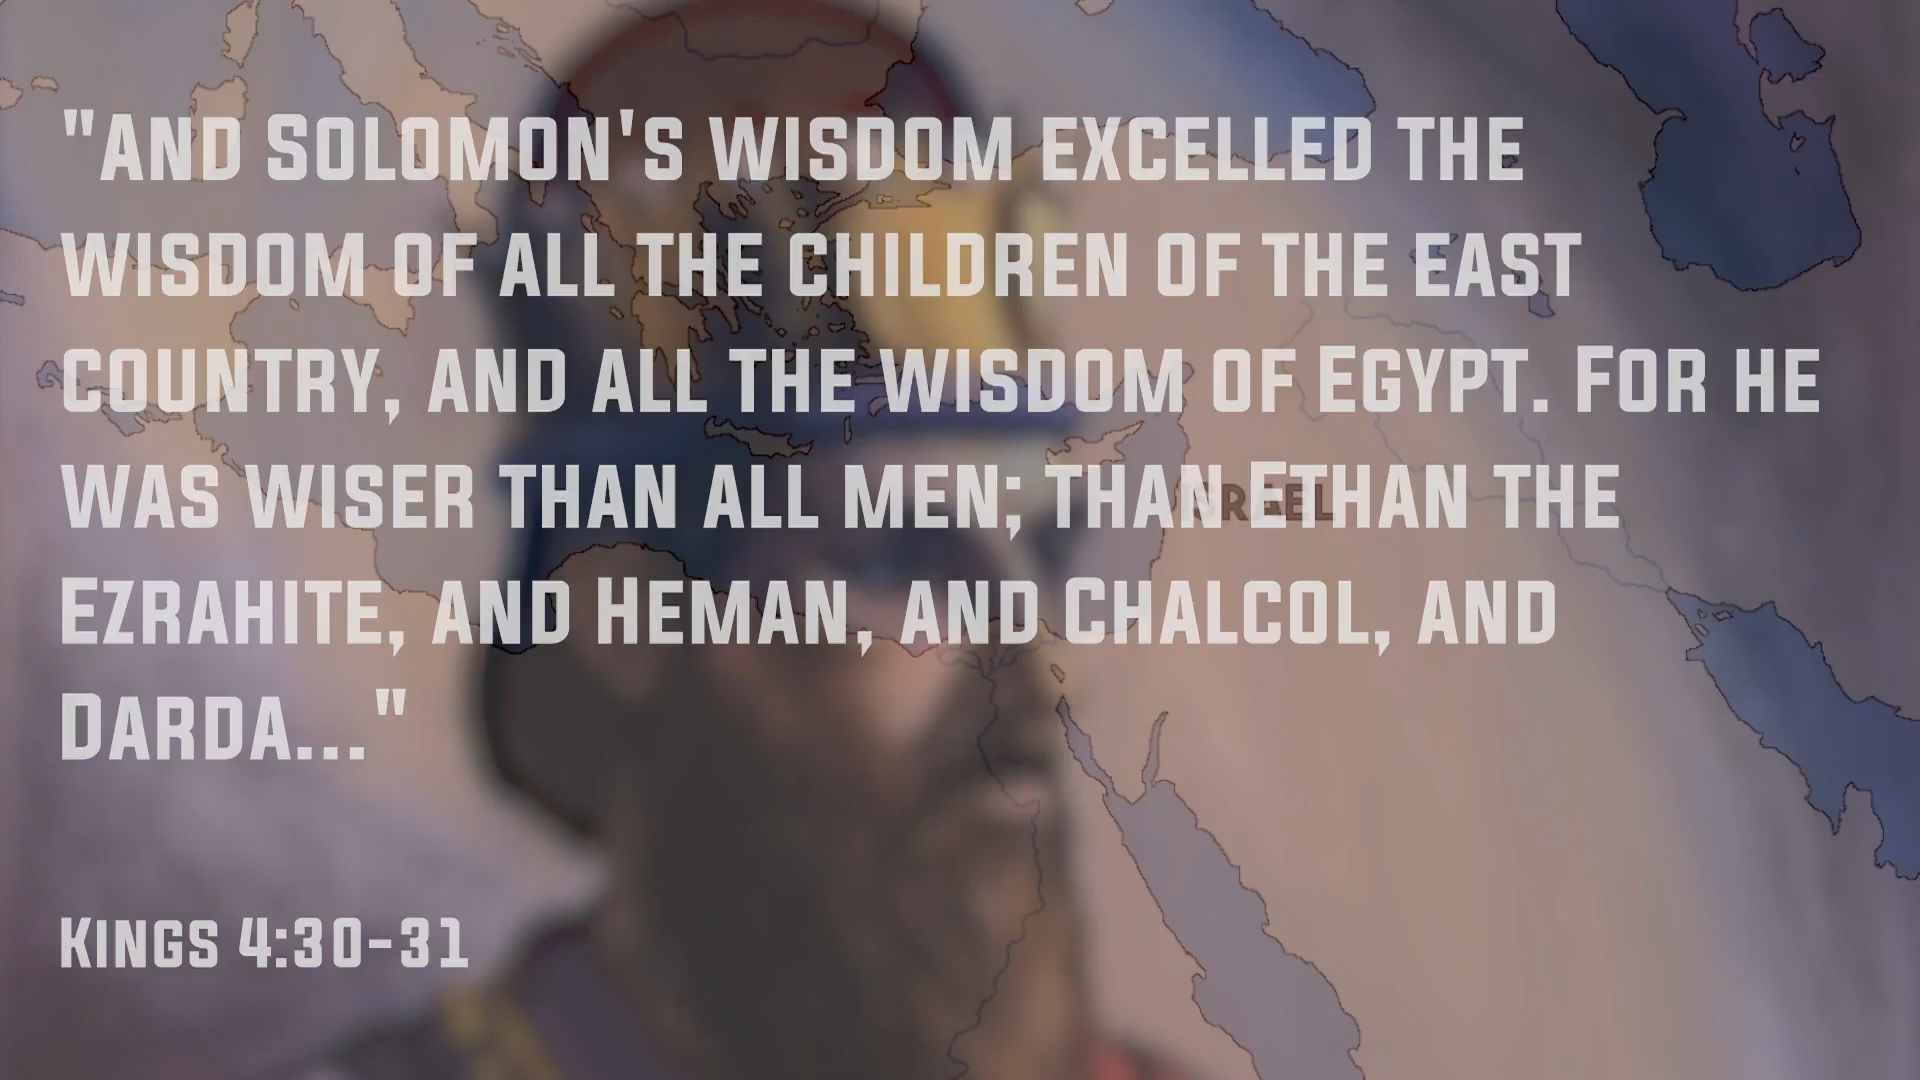 "And Solomon's wisdom excelled the
wisdom of all the children of the east
country, and all the wisdom of Egypt. For he
was wiser than all men; than Ethan the
Ezrahite, and Heman, and Chalcol, and
Darda..."
Kings 4:30-31
ISRAEL